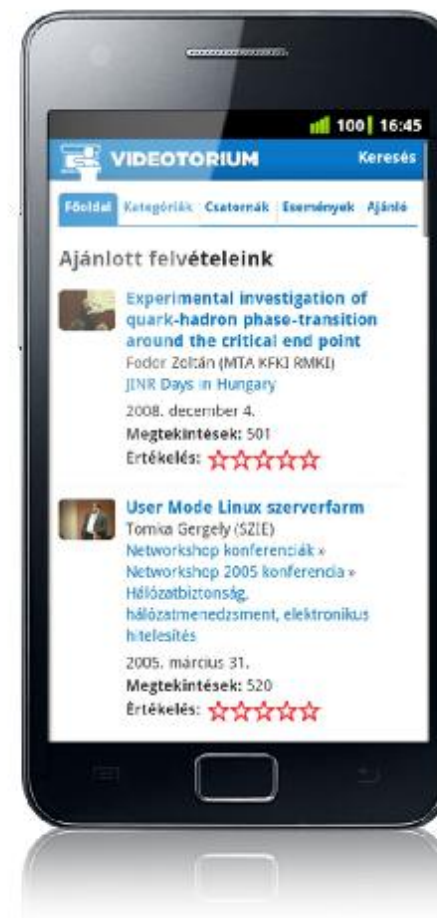 100 16:45
VIDEOTORIUM Keresés
Főoldal Kategóriák Csatornák Események Ajánló
Ajánlott felvételeink
Experimental investigation of
quark-hadron phase-transition
around the critical end point
Fodor Zoltán (MTA KFKI RMKI)
JINR Days in Hungary
2008. december 4.
Megtekintések: 501
Értékelés:
User Mode Linux szerverfarm
Tomka Gergely (SZIE)
Networkshop konferenciák »
Networkshop 2005 konferencia »
Hálózatbiztonság,
hálózatmenedzsment, elektronikus
hitelesítés
2005. március 31.
Megtekintések: 520
Értékelés: